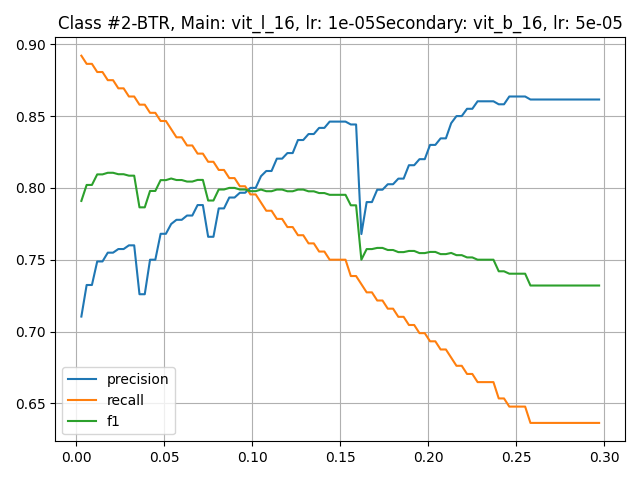 Class #2-BTR, Main: vit_l_16, lr: 1e-05Secondary: vit_b_16, lr: 5e-05
0.90
0.85
0.80
0.75
0.70
0.65
precision
recall
f1
0.00 0.05 0.10 0.15 0.20 0.25 0.30